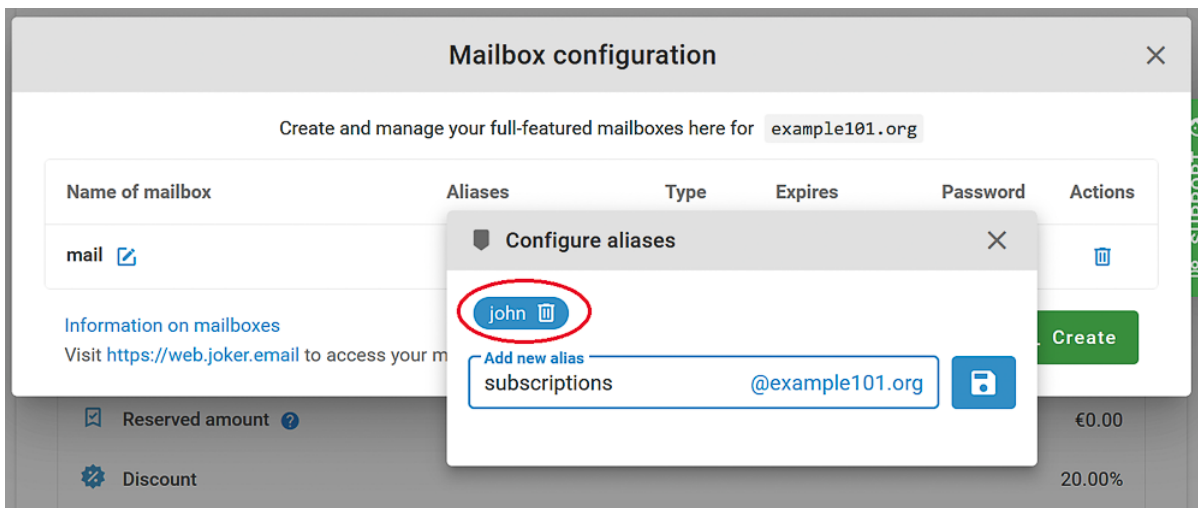 Mailbox configuration
Create and manage your full-featured mailboxes here for example101.org
Name of mailbox Aliases Type Expires Password Actions
mail
Configure aliases
john
Add new alias
subscriptions @example101.org
Information on mailboxes
Visit https://web.joker.email to access your m
Create
Reserved amount ?
€0.00
Discount
20.00%
support